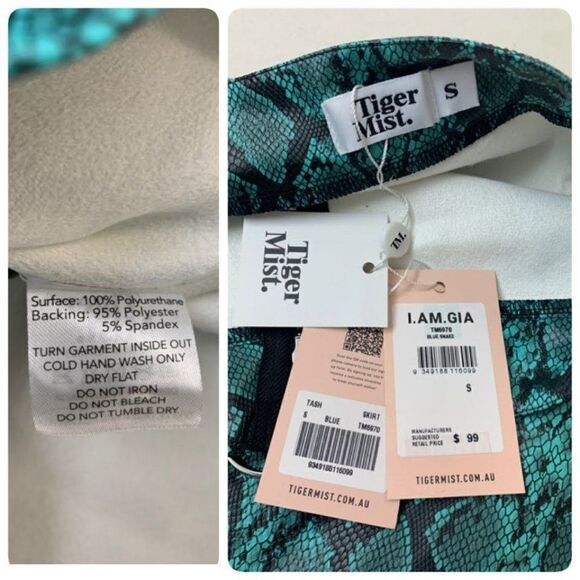 Surface: 100% Polyurethane
Backing: 95% Polyester
5% Spandex
TURN GARMENT INSIDE OUT
COLD HAND WASH ONLY
DRY FLAT
DO NOT IRON
DO NOT BLEACH
DO NOT TUMBLE DRY
Tiger
Mist.
S
Tiger
Mist.
TM.
TASH SKIRT
S BLUE TM6970
9349188116099
TIGERMIST.COM.AU
I.AM.GIA
TM6970
BLUE SNAKE
9 349188 116099
S
MANUFACTURERS
SUGGESTED
RETAIL PRICE
$ 99
TIGERMIST.COM.AU